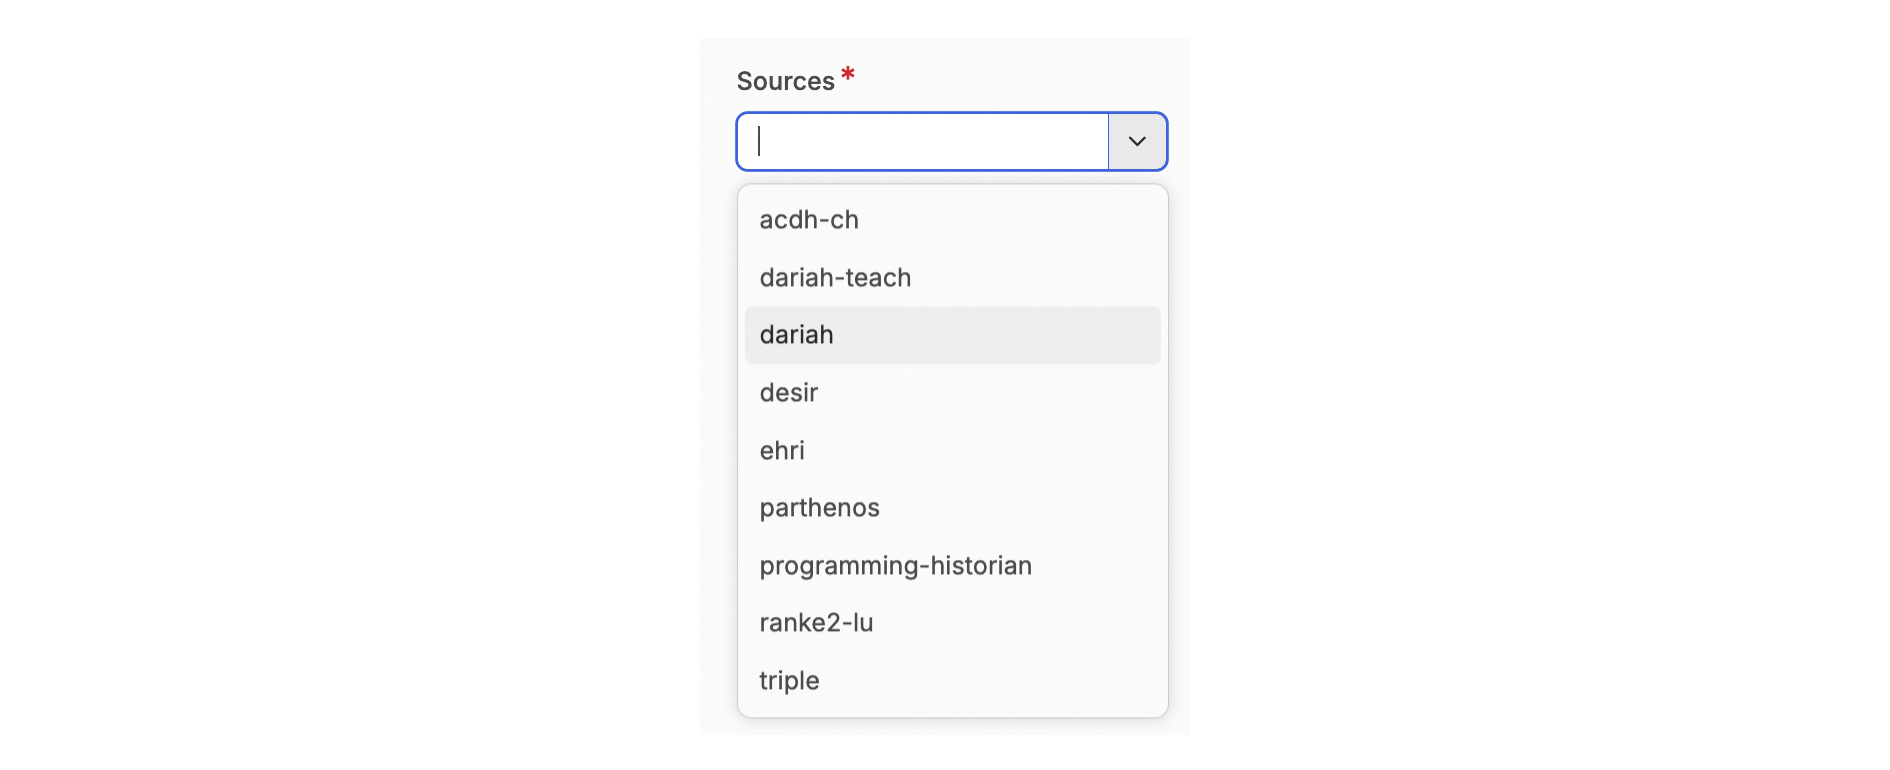 Sources *
acdh-ch
dariah-teach
dariah
desir
ehri
parthenos
programming-historian
ranke2-lu
triple